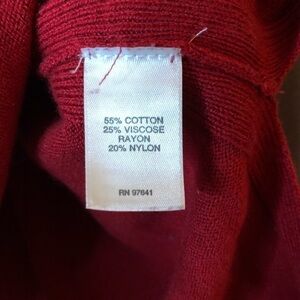 55% COTTON
25% VISCOSE
RAYON
20% NYLON
RN 97641